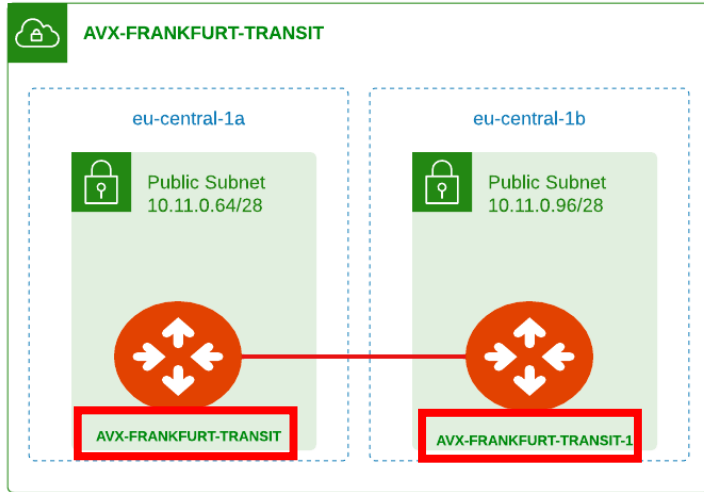 AVX-FRANKFURT-TRANSIT
eu-central-1a
Public Subnet
10.11.0.64/28
AVX-FRANKFURT-TRANSIT
eu-central-1b
Public Subnet
10.11.0.96/28
AVX-FRANKFURT-TRANSIT-1